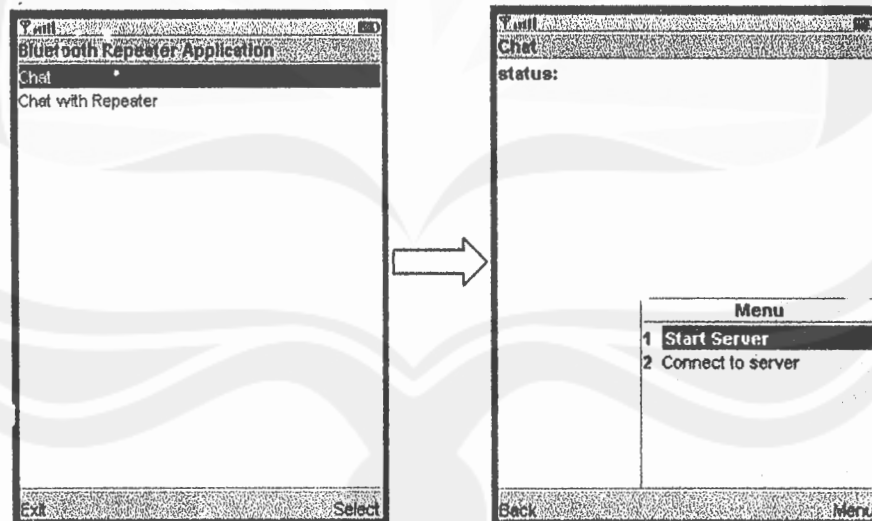 Bluetooth Repeater Application
Chat
Chat with Repeater
Exit
Select
Chat
status:
Menu
1 Start Server
2 Connect to server
Back
Menu